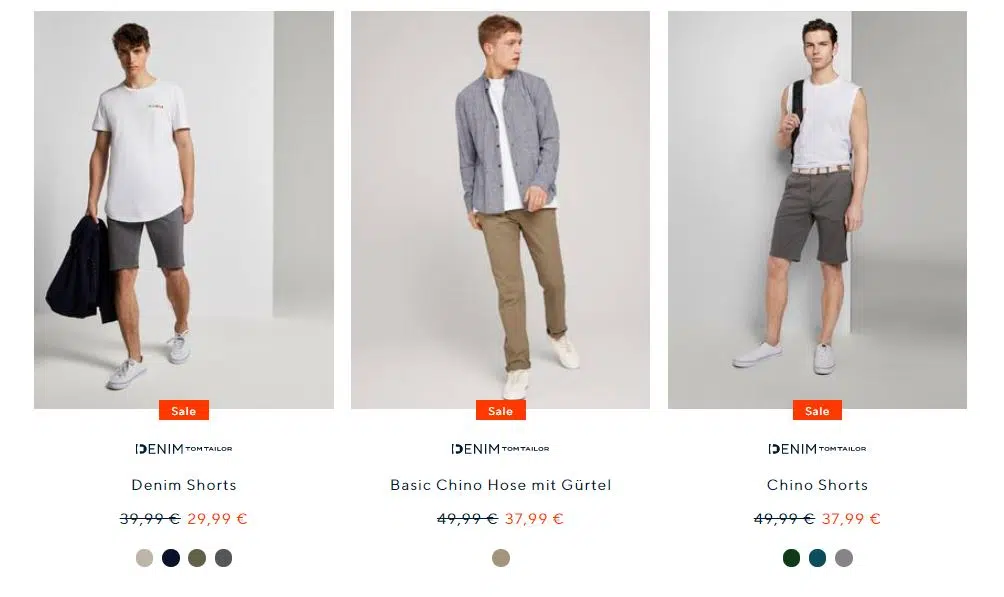 Sale
Sale
Sale
DENIM TOM TAILOR
DENIM TOM TAILOR
DENIM TOM TAILOR
Denim Shorts
Basic Chino Hose mit Gürtel
Chino Shorts
39,99 € 29,99 €
49,99 € 37,99 €
49,99 € 37,99 €